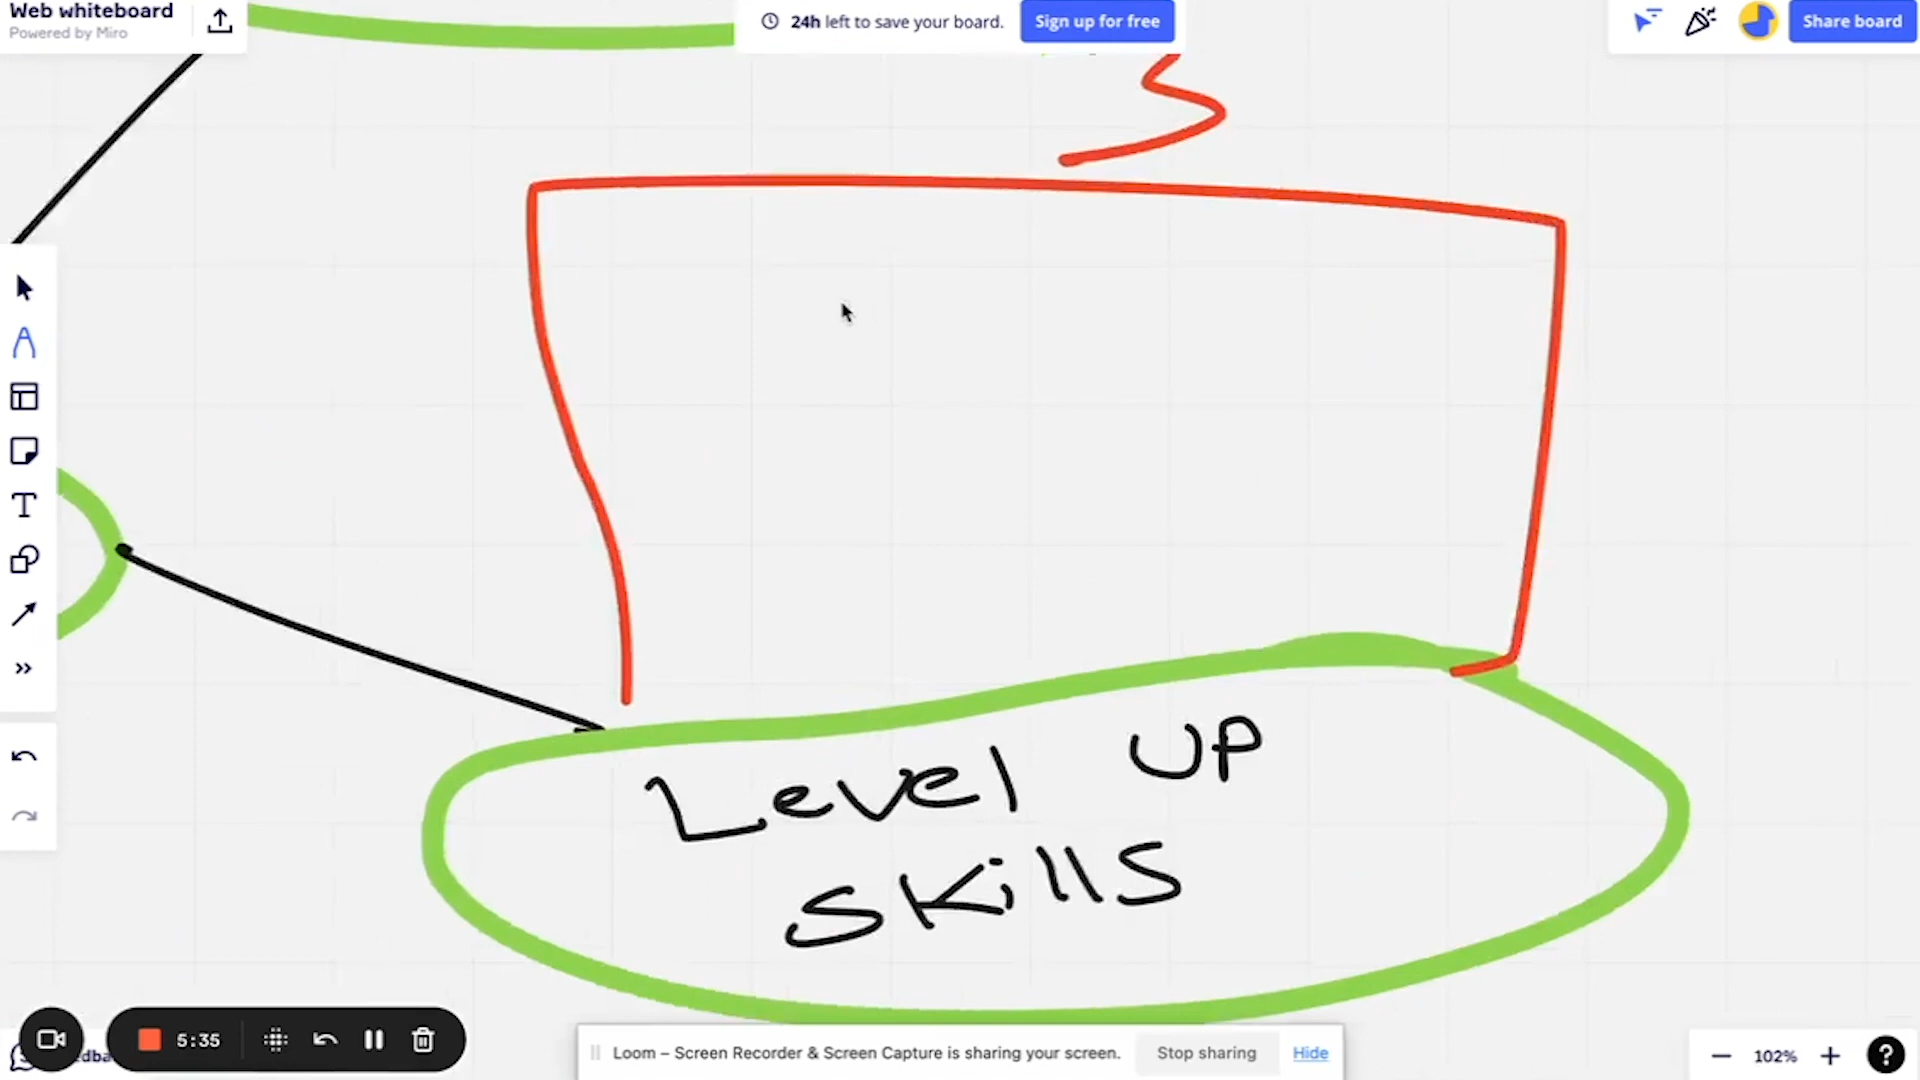 Web whiteboard
Powered by Miro
24h left to save your board.
Sign up for free
Share board
T
Level UP
Skills
5:35
dba
Loom – Screen Recorder & Screen Capture is sharing your screen.
Stop sharing
Hide
102%
?